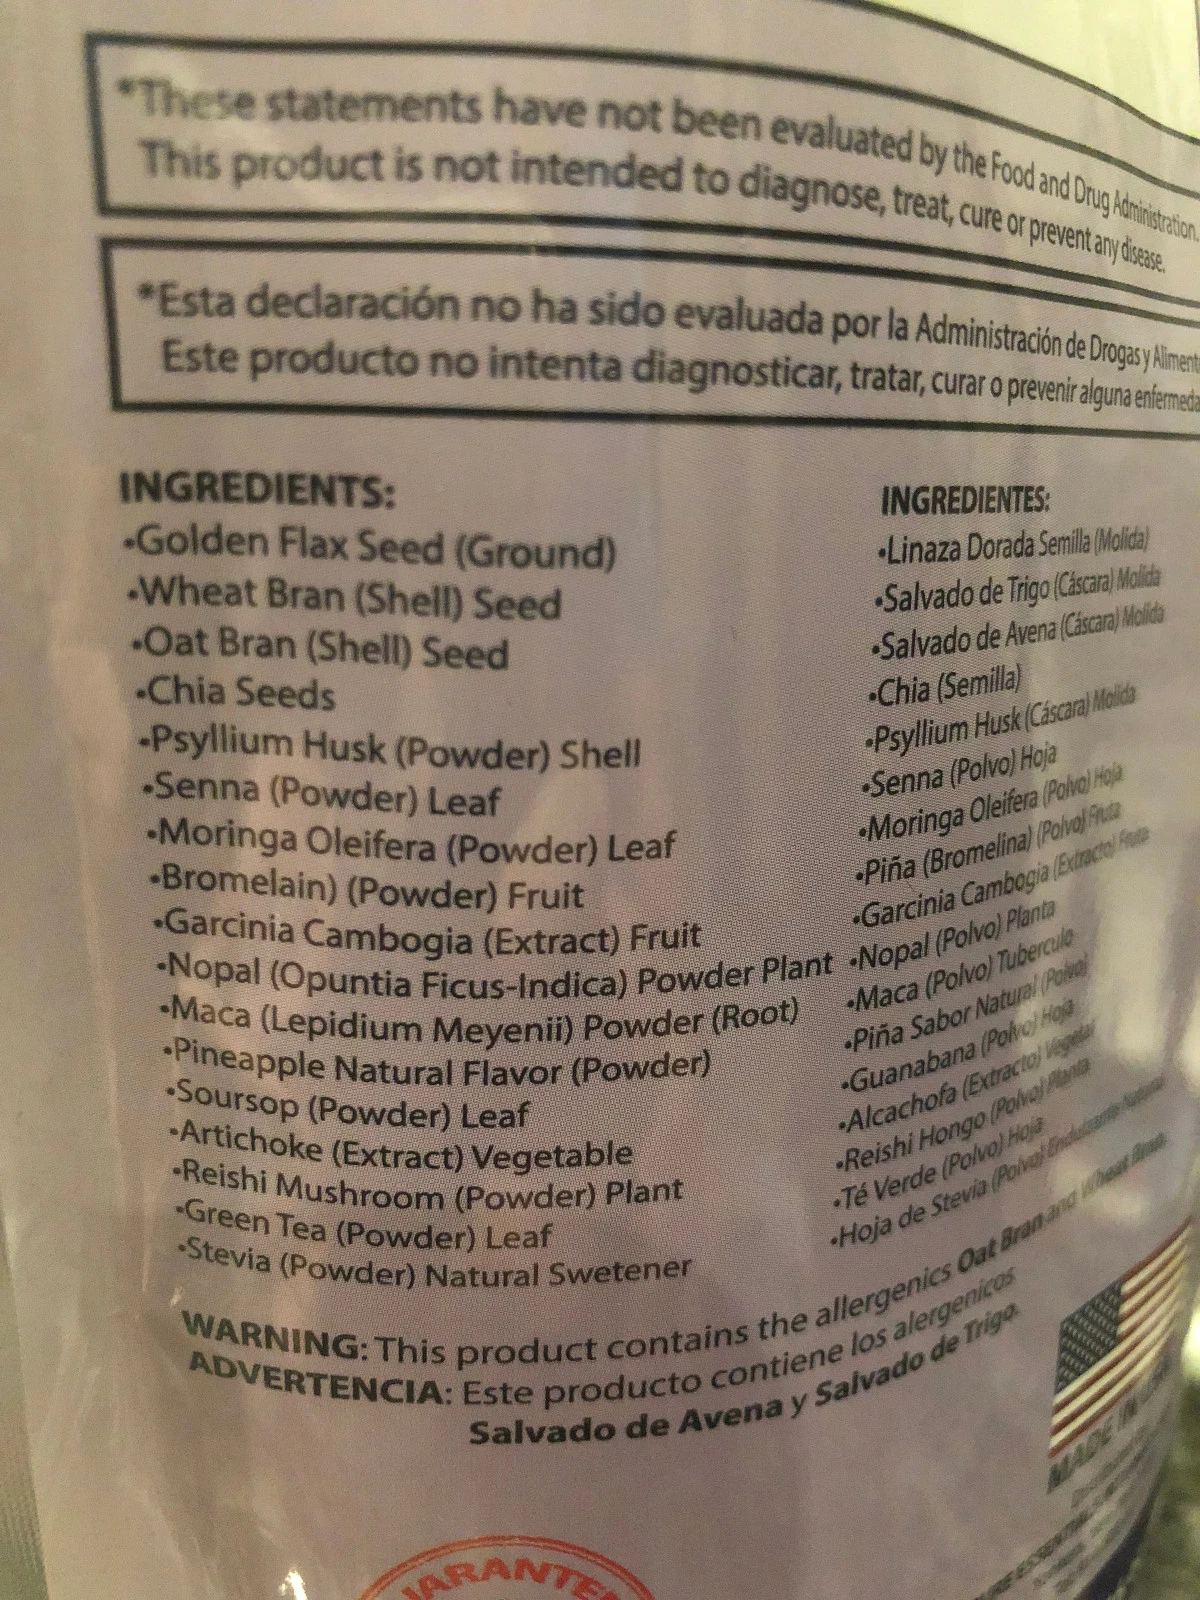 *These statements have not been evaluated by the Food and Drug Administration.
This product is not intended to diagnose, treat, cure or prevent any disease.
*Esta declaración no ha sido evaluada por la Administración de Drogas y Aliment
Este producto no intenta diagnosticar, tratar, curar o prevenir alguna enfermeda
INGREDIENTS:
•Golden Flax Seed (Ground)
•Wheat Bran (Shell) Seed
•Oat Bran (Shell) Seed
•Chia Seeds
•Psyllium Husk (Powder) Shell
•Senna (Powder) Leaf
•Moringa Oleifera (Powder) Leaf
•Bromelain) (Powder) Fruit
•Garcinia Cambogia (Extract) Fruit
•Nopal (Opuntia Ficus-Indica) Powder Plant
•Maca (Lepidium Meyenii) Powder (Root)
•Pineapple Natural Flavor (Powder)
•Soursop (Powder) Leaf
•Artichoke (Extract) Vegetable
•Reishi Mushroom (Powder) Plant
•Green Tea (Powder) Leaf
•Stevia (Powder) Natural Swetener
INGREDIENTES:
•Linaza Dorada Semilla (Molida)
•Salvado de Trigo (Cáscara) Molida
•Salvado de Avena (Cáscara) Molida
•Chia (Semilla)
•Psyllium Husk (Cáscara) Molida
•Senna (Polvo) Hoja
•Moringa Oleifera (Polvo) Hoja
•Piña (Bromelina) (Polvo) Fruta
•Garcinia Cambogia (Extracto) Fruta
•Nopal (Polvo) Planta
•Maca (Polvo) Tuberculo
•Piña Sabor Natural (Polvo)
•Guanabana (Polvo) Hoja
•Alcachofa (Extracto) Vegetal
•Reishi Hongo (Polvo) Planta
•Té Verde (Polvo) Hoja
•Hoja de Stevia (Polvo) Endulzante Natural
WARNING: This product contains the allergenics Oat Bran and Wheat Bran.
ADVERTENCIA: Este producto contiene los alergenicos
Salvado de Avena y Salvado de Trigo.
MADE IN